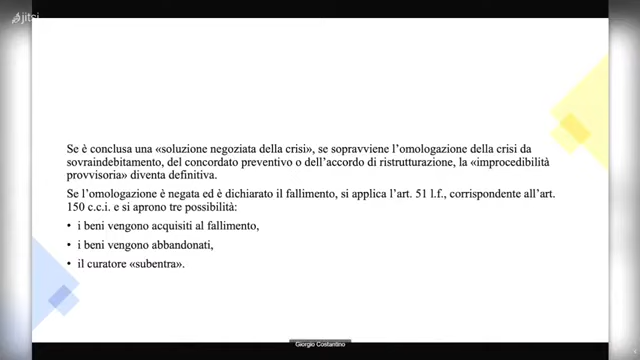 jitsi
Se è conclusa una «soluzione negoziata della crisi», se sopravviene l'omologazione della crisi da
sovraindebitamento, del concordato preventivo o dell'accordo di ristrutturazione, la «improcedibilità
provvisoria» diventa definitiva.
Se l'omologazione è negata ed è dichiarato il fallimento, si applica l'art. 51 l.f., corrispondente all'art.
150 c.c.i. e si aprono tre possibilità:
• i beni vengono acquisiti al fallimento,
• i beni vengono abbandonati,
• il curatore «subentra».
Giorgio Costantino